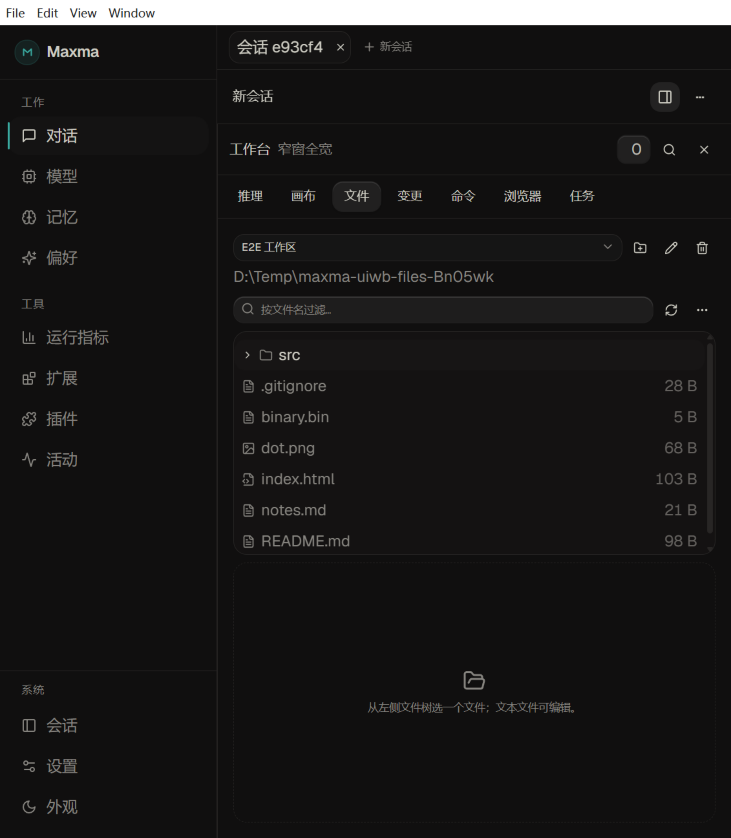 File Edit View Window
Maxma
工作
对话
模型
记忆
偏好
工具
运行指标
扩展
插件
活动
系统
会话
设置
外观
会话 e93cf4 × + 新会话
新会话
工作台 窄窗全宽 0
推理 画布 文件 变更 命令 浏览器 任务
E2E 工作区
D:\Temp\maxma-uiwb-files-Bn05wk
按文件名过滤…
src
.gitignore 28 B
binary.bin 5 B
dot.png 68 B
index.html 103 B
notes.md 21 B
README.md 98 B
从左侧文件树选一个文件；文本文件可编辑。